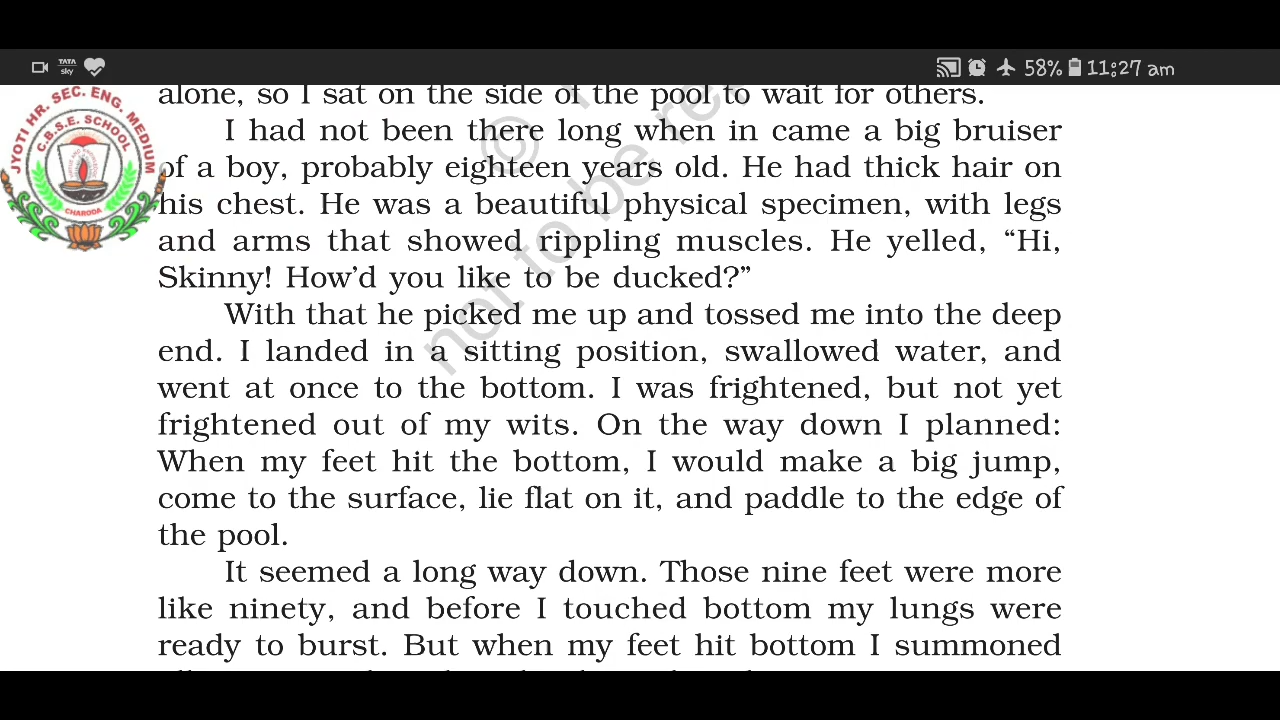 TATA
sky
58% 11:27 am
JYOTI HR. SEC. ENG. MEDIUM
C.B.S.E. SCHOOL
CHARODA
alone, so I sat on the side of the pool to wait for others.
I had not been there long when in came a big bruiser
of a boy, probably eighteen years old. He had thick hair on
his chest. He was a beautiful physical specimen, with legs
and arms that showed rippling muscles. He yelled, “Hi,
Skinny! How’d you like to be ducked?”
With that he picked me up and tossed me into the deep
end. I landed in a sitting position, swallowed water, and
went at once to the bottom. I was frightened, but not yet
frightened out of my wits. On the way down I planned:
When my feet hit the bottom, I would make a big jump,
come to the surface, lie flat on it, and paddle to the edge of
the pool.
It seemed a long way down. Those nine feet were more
like ninety, and before I touched bottom my lungs were
ready to burst. But when my feet hit bottom I summoned
©
not to be re